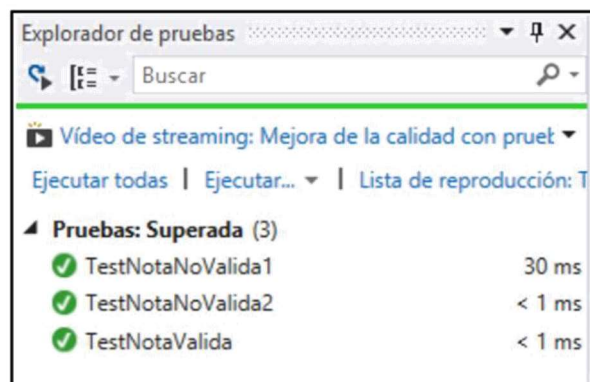 Explorador de pruebas
Buscar
Vídeo de streaming: Mejora de la calidad con pruet
Ejecutar todas | Ejecutar... | Lista de reproducción: T
Pruebas: Superada (3)
TestNotaNoValida1 30 ms
TestNotaNoValida2 < 1 ms
TestNotaValida < 1 ms